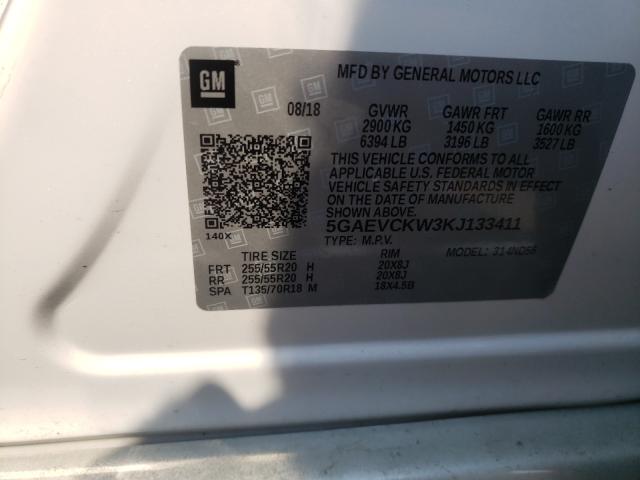 GM
MFD BY GENERAL MOTORS LLC
08/18 GVWR GAWR FRT GAWR RR
2900 KG 1450 KG 1600 KG
6394 LB 3196 LB 3527 LB
THIS VEHICLE CONFORMS TO ALL
APPLICABLE U.S. FEDERAL MOTOR
VEHICLE SAFETY STANDARDS IN EFFECT
ON THE DATE OF MANUFACTURE
SHOWN ABOVE.
140X
5GAEVCKW3KJ133411
TYPE: M.P.V. MODEL: 314ND56
TIRE SIZE RIM
FRT 255/55R20 H 20X8J
RR 255/55R20 H 20X8J
SPA T135/70R18 M 18X4.5B